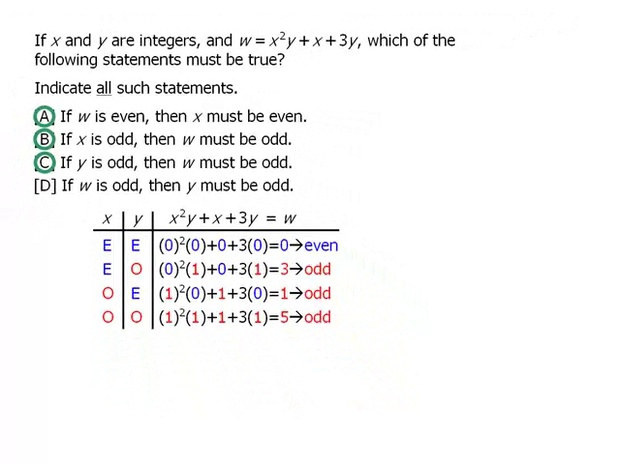 If x and y are integers, and w = x²y + x + 3y, which of the
following statements must be true?
Indicate all such statements.
[A] If w is even, then x must be even.
[B] If x is odd, then w must be odd.
[C] If y is odd, then w must be odd.
[D] If w is odd, then y must be odd.
x | y | x²y + x + 3y = w
E | E | (0)²(0)+0+3(0)=0→even
E | O | (0)²(1)+0+3(1)=3→odd
O | E | (1)²(0)+1+3(0)=1→odd
O | O | (1)²(1)+1+3(1)=5→odd